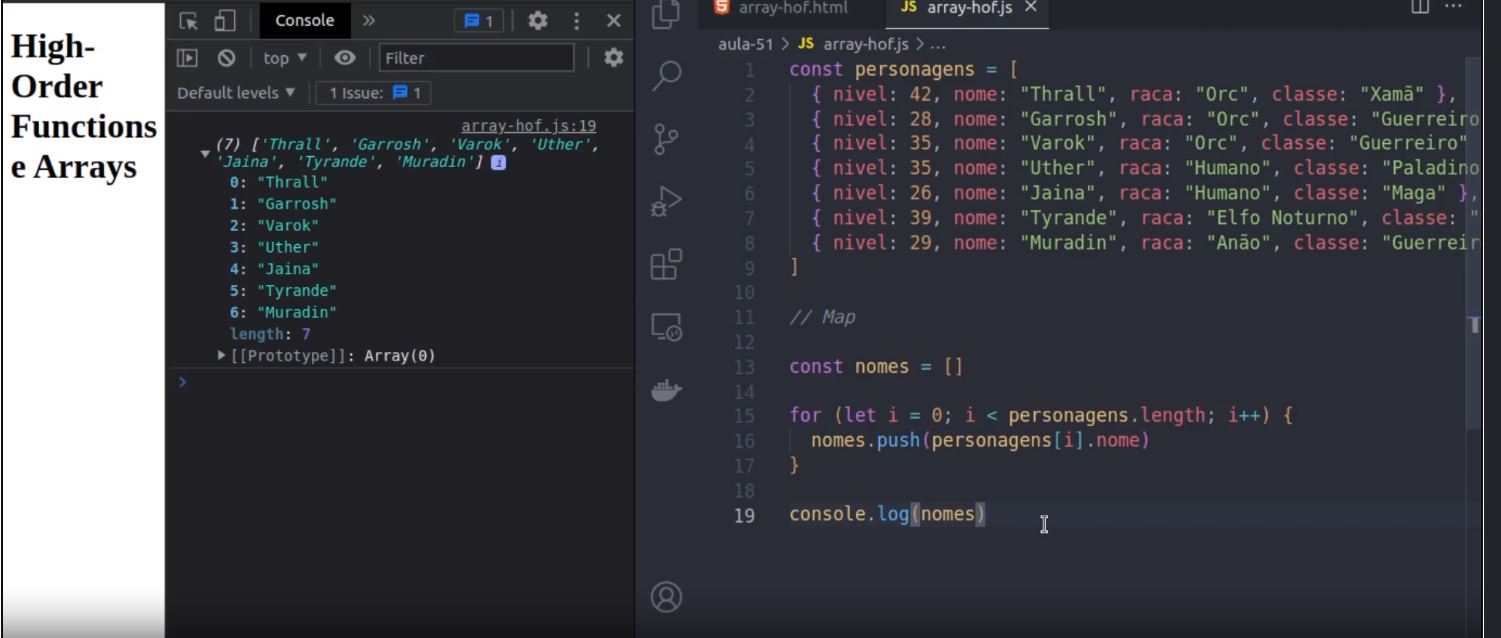 High-
Order
Functions
e Arrays
Console
1
top
Filter
Default levels
1 Issue: 1
array-hof.js:19
(7) ['Thrall', 'Garrosh', 'Varok', 'Uther',
'Jaina', 'Tyrande', 'Muradin'] i
0: "Thrall"
1: "Garrosh"
2: "Varok"
3: "Uther"
4: "Jaina"
5: "Tyrande"
6: "Muradin"
length: 7
[[Prototype]]: Array(0)
array-hof.html
JS array-hof.js
aula-51 > JS array-hof.js > ...
1 const personagens = [
2 { nivel: 42, nome: "Thrall", raca: "Orc", classe: "Xamã" },
3 { nivel: 28, nome: "Garrosh", raca: "Orc", classe: "Guerreiro
4 { nivel: 35, nome: "Varok", raca: "Orc", classe: "Guerreiro"
5 { nivel: 35, nome: "Uther", raca: "Humano", classe: "Paladino
6 { nivel: 26, nome: "Jaina", raca: "Humano", classe: "Maga" },
7 { nivel: 39, nome: "Tyrande", raca: "Elfo Noturno", classe: "
8 { nivel: 29, nome: "Muradin", raca: "Anão", classe: "Guerreir
9 ]
10
11 // Map
12
13 const nomes = []
14
15 for (let i = 0; i < personagens.length; i++) {
16 nomes.push(personagens[i].nome)
17 }
18
19 console.log(nomes)